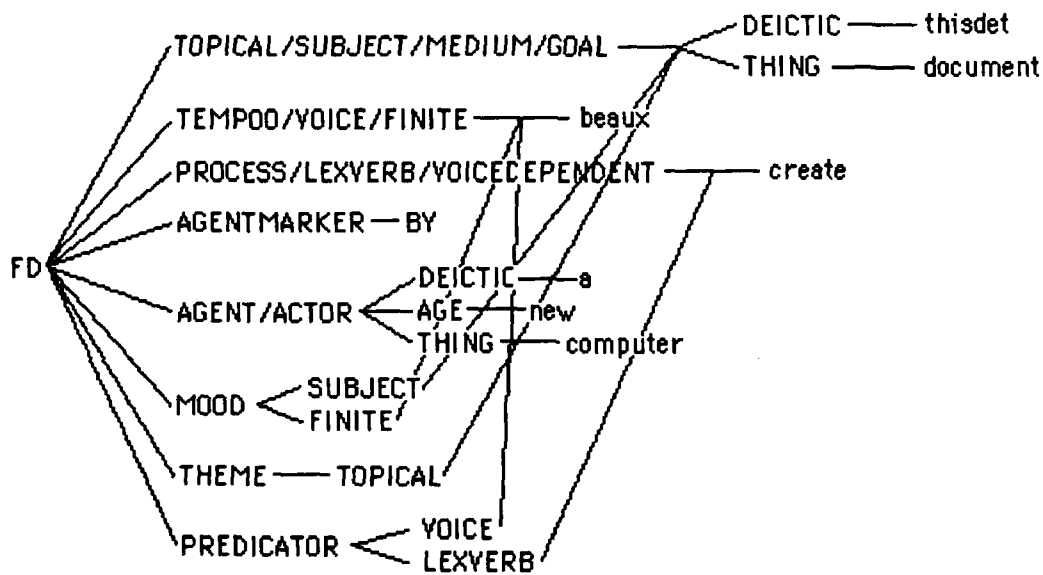 DEICTIC thisdet
TOPICAL/SUBJECT/MEDIUM/GOAL
THING document
TEMPO0/VOICE/FINITE beaux
PROCESS/LEXVERB/VOICEDEPENDENT create
AGENTMARKER BY
FD
DEICTIC a
AGENT/ACTOR AGE new
THING computer
SUBJECT
MOOD
FINITE
THEME TOPICAL
VOICE
PREDICATOR
LEXVERB